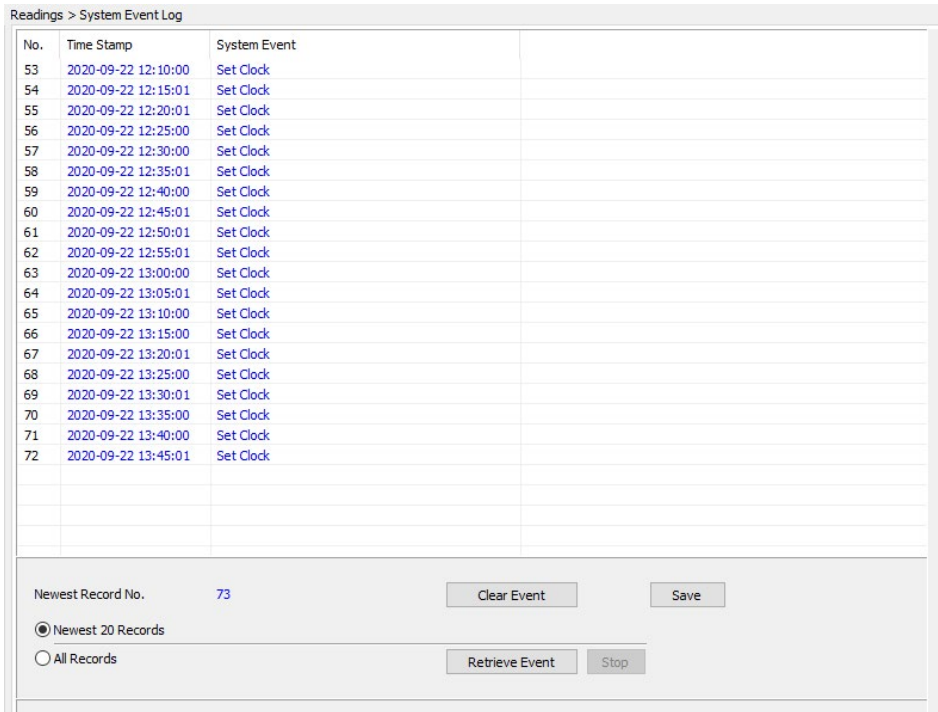 Readings > System Event Log
No. Time Stamp System Event
53 2020-09-22 12:10:00 Set Clock
54 2020-09-22 12:15:01 Set Clock
55 2020-09-22 12:20:01 Set Clock
56 2020-09-22 12:25:00 Set Clock
57 2020-09-22 12:30:00 Set Clock
58 2020-09-22 12:35:01 Set Clock
59 2020-09-22 12:40:00 Set Clock
60 2020-09-22 12:45:01 Set Clock
61 2020-09-22 12:50:01 Set Clock
62 2020-09-22 12:55:01 Set Clock
63 2020-09-22 13:00:00 Set Clock
64 2020-09-22 13:05:01 Set Clock
65 2020-09-22 13:10:00 Set Clock
66 2020-09-22 13:15:00 Set Clock
67 2020-09-22 13:20:01 Set Clock
68 2020-09-22 13:25:00 Set Clock
69 2020-09-22 13:30:01 Set Clock
70 2020-09-22 13:35:00 Set Clock
71 2020-09-22 13:40:00 Set Clock
72 2020-09-22 13:45:01 Set Clock
Newest Record No. 73 Clear Event Save
Newest 20 Records
All Records Retrieve Event Stop